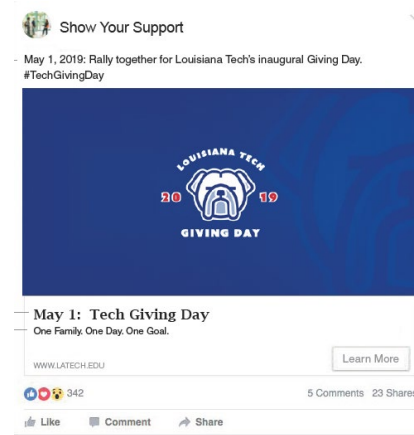 Show Your Support
May 1, 2019: Rally together for Louisiana Tech's inaugural Giving Day.
#TechGivingDay
LOUISIANA TECH
20 19
GIVING DAY
May 1: Tech Giving Day
One Family. One Day. One Goal.
WWW.LATECH.EDU
Learn More
342
5 Comments 23 Shares
Like Comment Share